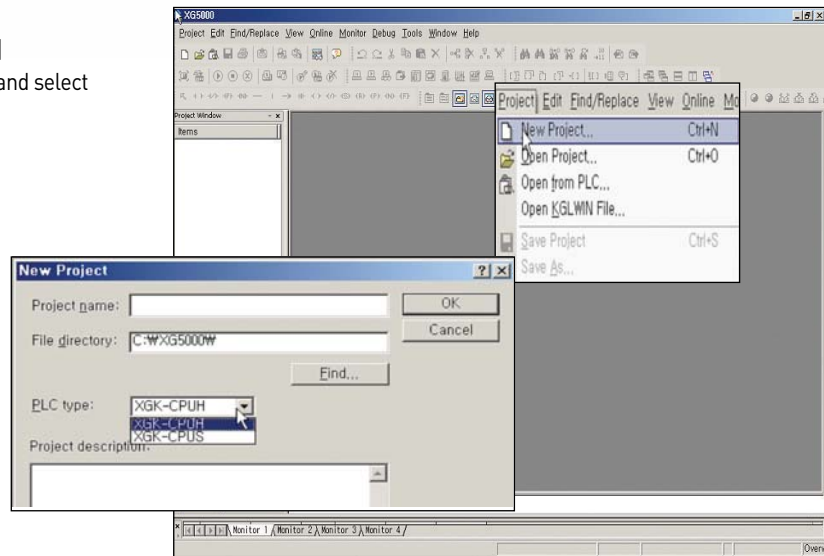 and select
XG5000
Project Edit Find/Replace View Online Monitor Debug Tools Window Help
Project Window
Items
Project Edit Find/Replace View Online Mo
New Project... Ctrl+N
Open Project... Ctrl+O
Open from PLC...
Open KGLWIN File...
Save Project Ctrl+S
Save As...
New Project
Project name:
OK
File directory: C:₩XG5000₩
Cancel
Find...
PLC type: XGK-CPUH
XGK-CPUH
XGK-CPUS
Project description:
Monitor 1 Monitor 2 Monitor 3 Monitor 4